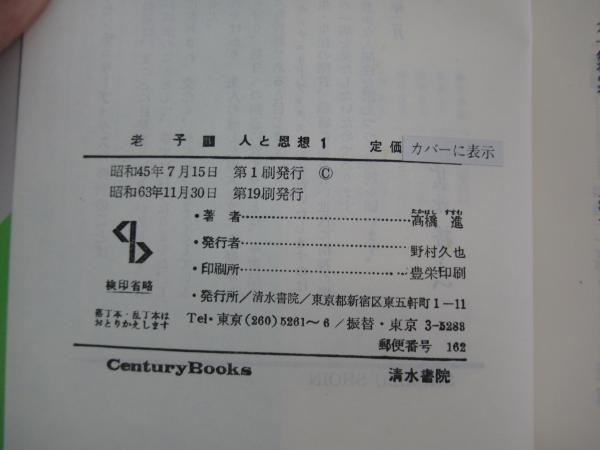 老子 人と思想1 定価 カバーに表示
昭和45年7月15日 第1刷発行 ©
昭和63年11月30日 第19刷発行
・著者……………………高橋進
・発行者……………………野村久也
・印刷所……………………豊栄印刷
・発行所/清水書院/東京都新宿区東五軒町1-11
Tel・東京(260)5261〜6/振替・東京 3-5283
郵便番号 162
検印省略
落丁本・乱丁本は
おとりかえします
CenturyBooks 清水書院